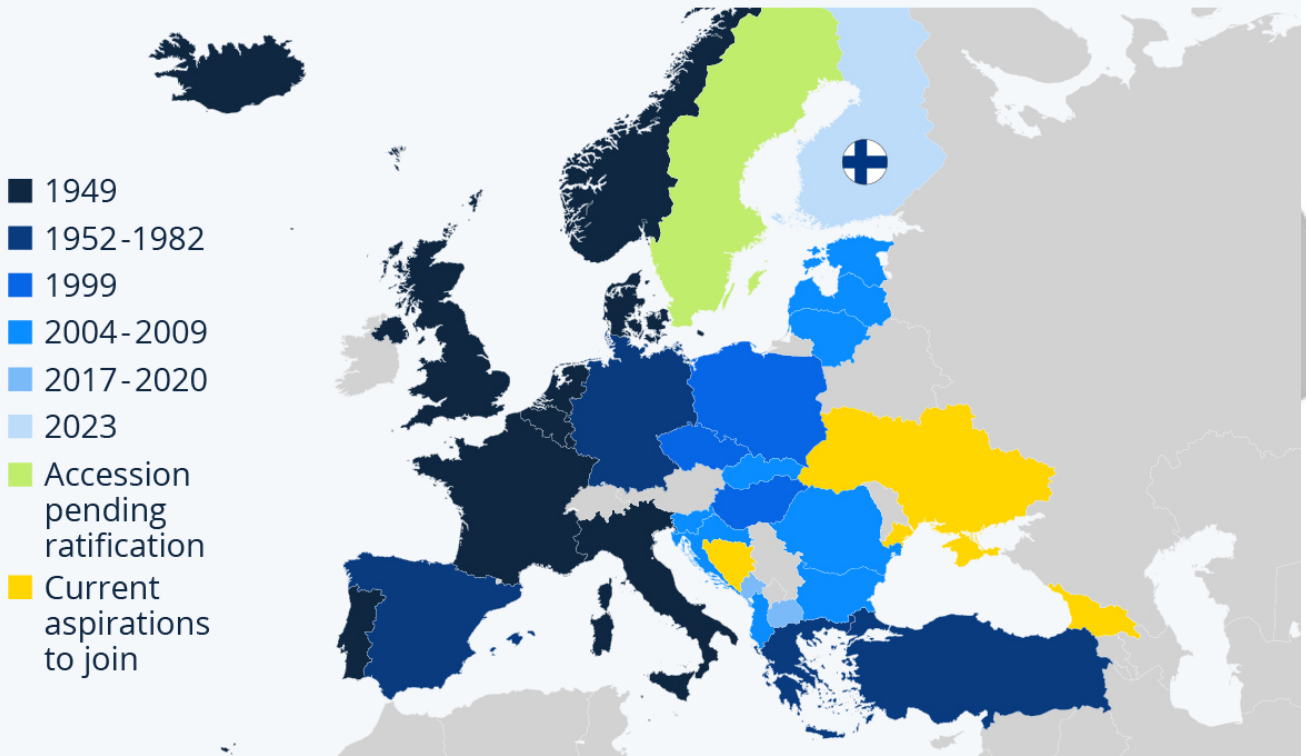 1949
1952-1982
1999
2004-2009
2017-2020
2023
Accession
pending
ratification
Current
aspirations
to join